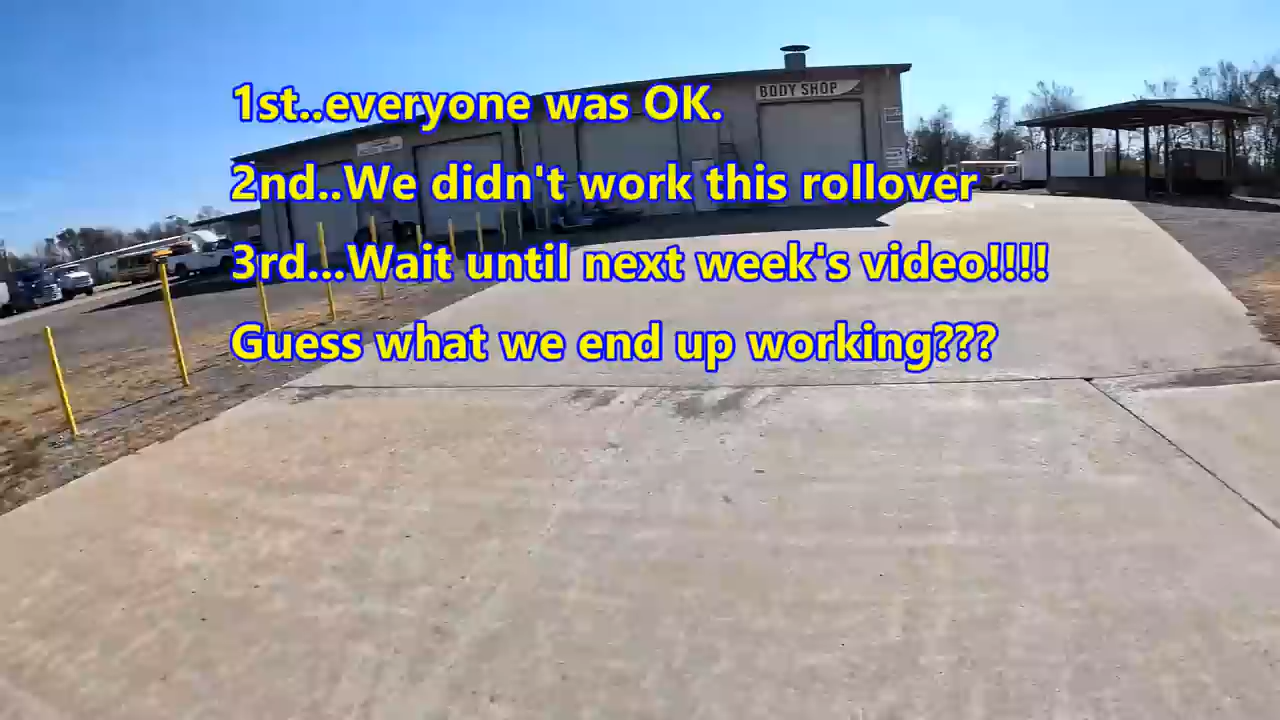 1st..everyone was OK.
2nd..We didn't work this rollover
3rd...Wait until next week's video!!!!
Guess what we end up working???
BODY SHOP